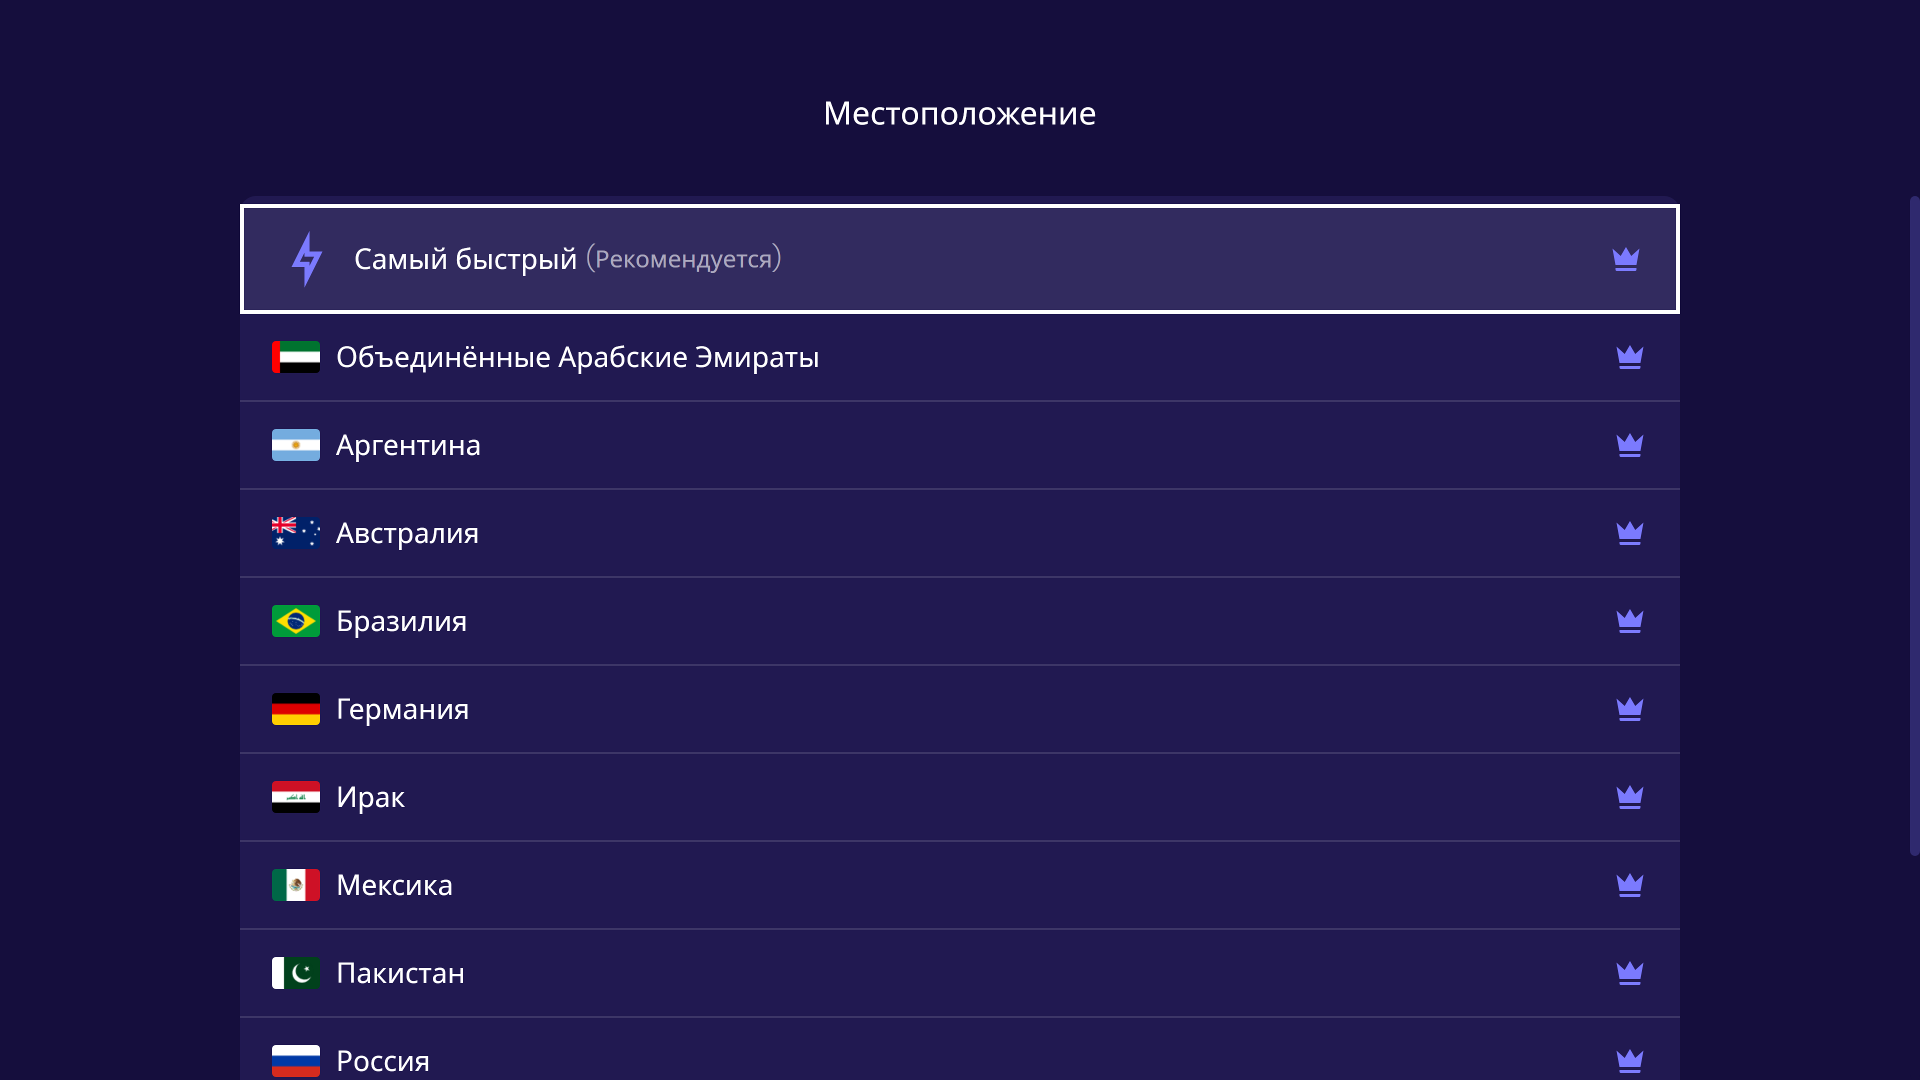 Местоположение
Самый быстрый (Рекомендуется)
Объединённые Арабские Эмираты
Аргентина
Австралия
Бразилия
Германия
Ирак
Мексика
Пакистан
Россия